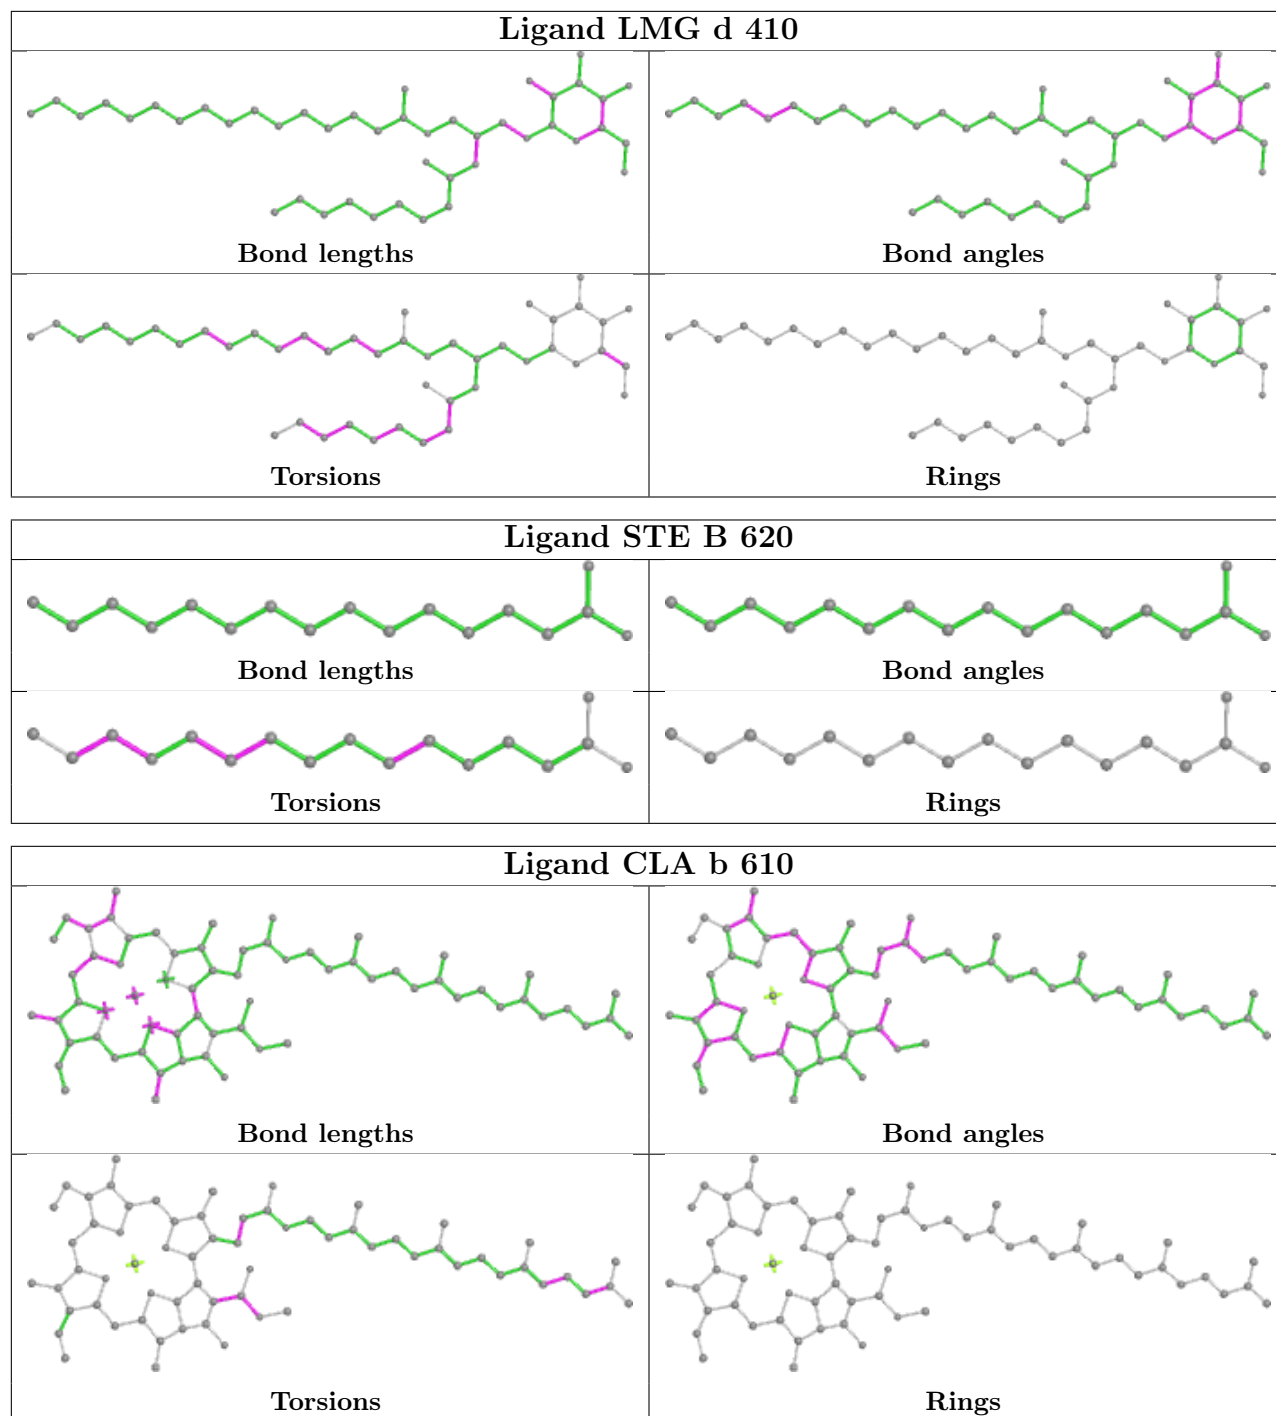 Ligand LMG d 410
Bond lengths
Bond angles
Torsions
Rings
Ligand STE B 620
Bond lengths
Bond angles
Torsions
Rings
Ligand CLA b 610
Bond lengths
Bond angles
Torsions
Rings